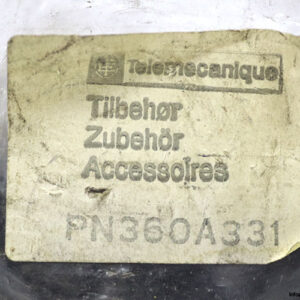 Telemecanique
Tilbehør
Zubehör
Accessoires
PN360A331